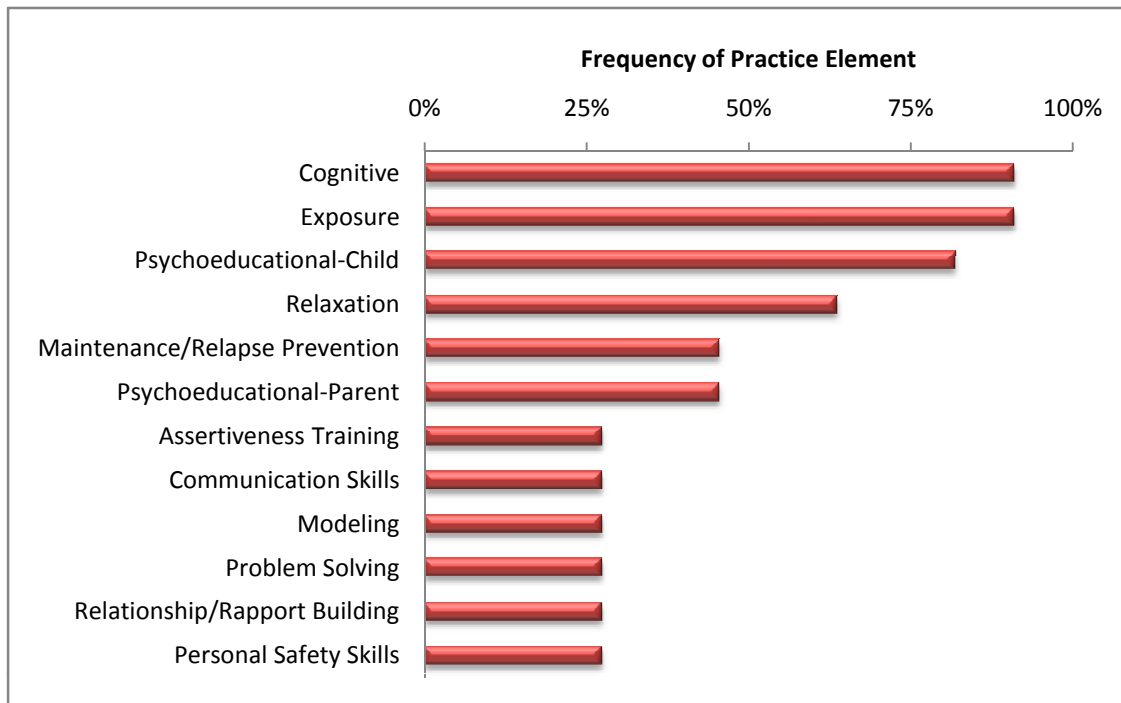 Frequency of Practice Element
0% 25% 50% 75% 100%
Cognitive
Exposure
Psychoeducational-Child
Relaxation
Maintenance/Relapse Prevention
Psychoeducational-Parent
Assertiveness Training
Communication Skills
Modeling
Problem Solving
Relationship/Rapport Building
Personal Safety Skills